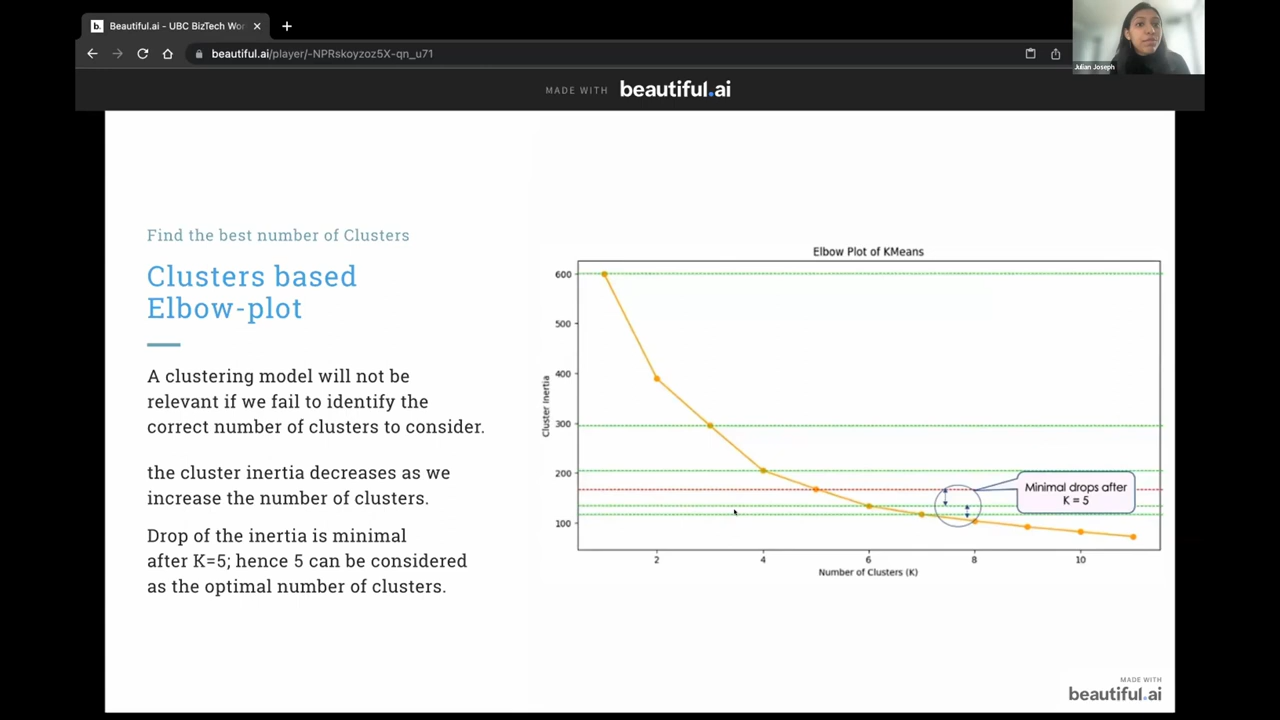 Beautiful.ai - UBC BizTech Wor
beautiful.ai/player/-NPRskoyzoz5X-qn_u71
Julian Joseph
MADE WITH beautiful.ai
Find the best number of Clusters
Clusters based
Elbow-plot
A clustering model will not be
relevant if we fail to identify the
correct number of clusters to consider.
the cluster inertia decreases as we
increase the number of clusters.
Drop of the inertia is minimal
after K=5; hence 5 can be considered
as the optimal number of clusters.
Elbow Plot of KMeans
600
500
400
300
200
100
Cluster Inertia
Minimal drops after
K = 5
2 4 6 8 10
Number of Clusters (K)
MADE WITH
beautiful.ai